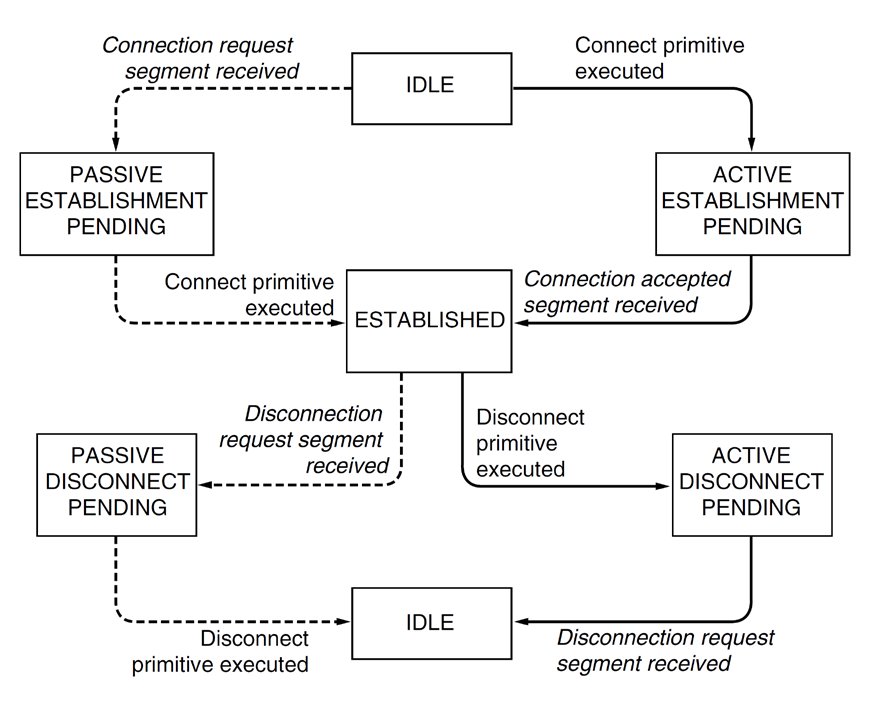 Connection request
segment received
IDLE
Connect primitive
executed
PASSIVE
ESTABLISHMENT
PENDING
ACTIVE
ESTABLISHMENT
PENDING
Connect primitive
executed
ESTABLISHED
Connection accepted
segment received
Disconnection
request segment
received
Disconnect
primitive
executed
PASSIVE
DISCONNECT
PENDING
ACTIVE
DISCONNECT
PENDING
IDLE
Disconnect
primitive executed
Disconnection request
segment received